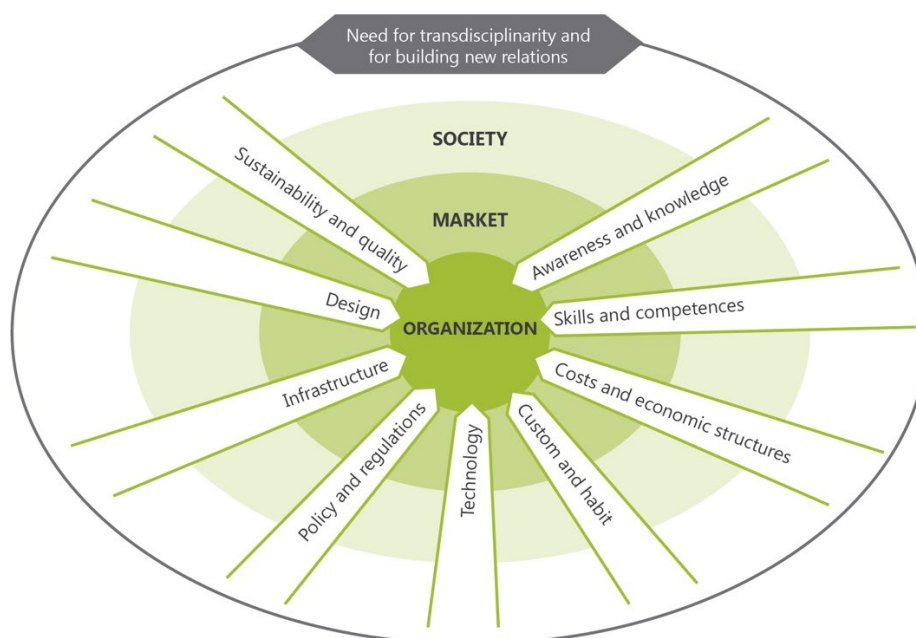 Need for transdisciplinarity and
for building new relations
SOCIETY
MARKET
ORGANIZATION
Sustainability and quality
Design
Infrastructure
Policy and regulations
Technology
Custom and habit
Costs and economic structures
Skills and competences
Awareness and knowledge